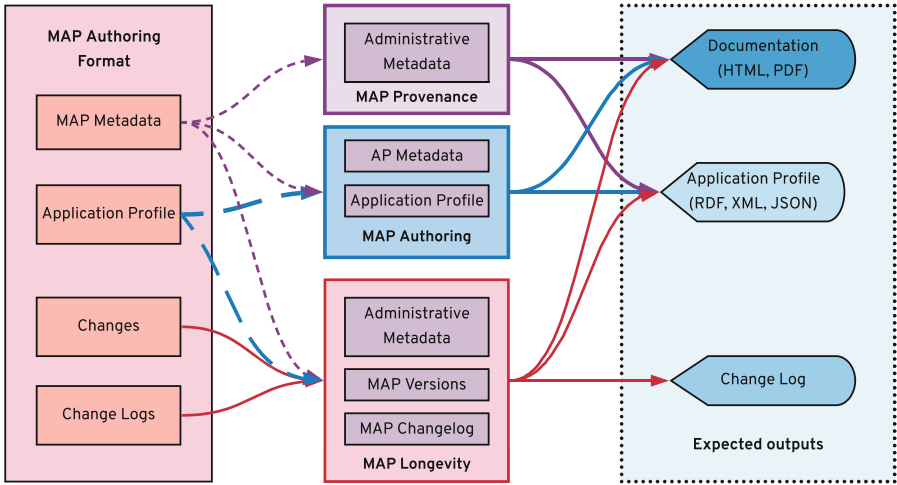 MAP Authoring
Format
MAP Metadata
Application Profile
Changes
Change Logs
Administrative
Metadata
MAP Provenance
AP Metadata
Application Profile
MAP Authoring
Administrative
Metadata
MAP Versions
MAP Changelog
MAP Longevity
Documentation
(HTML, PDF)
Application Profile
(RDF, XML, JSON)
Change Log
Expected outputs